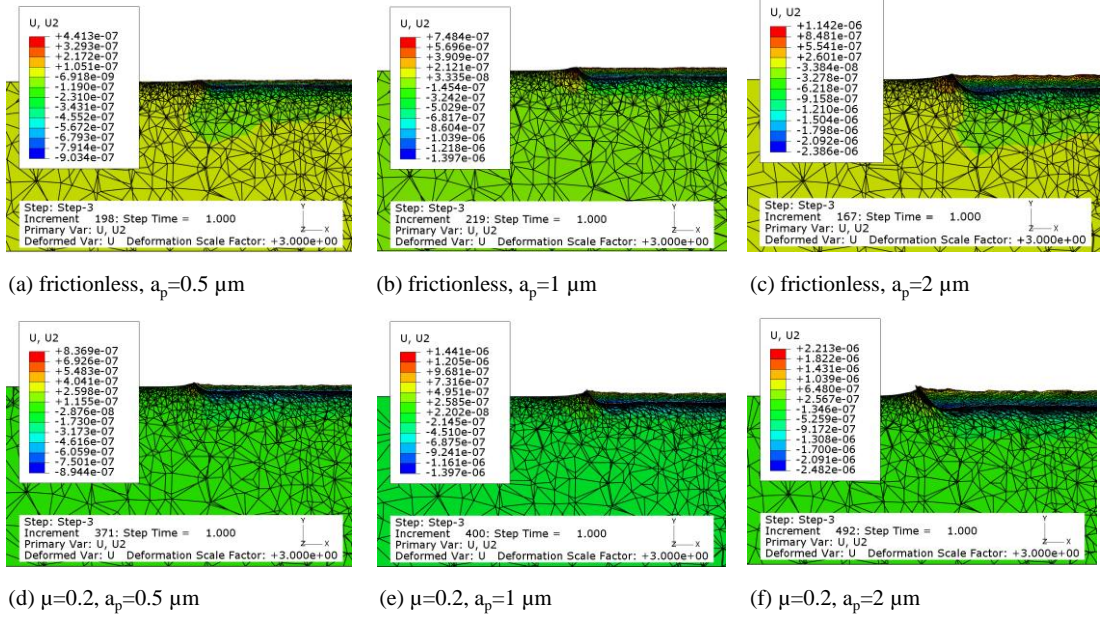 U, U2
+4.413e-07
+3.293e-07
+2.172e-07
+1.051e-07
-6.918e-09
-1.190e-07
-2.310e-07
-3.431e-07
-4.552e-07
-5.672e-07
-6.793e-07
-7.914e-07
-9.034e-07
Step: Step-3
Increment 198: Step Time = 1.000
Primary Var: U, U2
Deformed Var: U Deformation Scale Factor: +3.000e+00
Y
Z X
(a) frictionless, aₚ=0.5 µm
U, U2
+7.484e-07
+5.696e-07
+3.909e-07
+2.121e-07
+3.335e-08
-1.454e-07
-3.242e-07
-5.029e-07
-6.817e-07
-8.604e-07
-1.039e-06
-1.218e-06
-1.397e-06
Step: Step-3
Increment 219: Step Time = 1.000
Primary Var: U, U2
Deformed Var: U Deformation Scale Factor: +3.000e+00
Y
Z X
(b) frictionless, aₚ=1 µm
U, U2
+1.142e-06
+8.481e-07
+5.541e-07
+2.601e-07
-3.384e-08
-3.278e-07
-6.218e-07
-9.158e-07
-1.210e-06
-1.504e-06
-1.798e-06
-2.092e-06
-2.386e-06
Step: Step-3
Increment 167: Step Time = 1.000
Primary Var: U, U2
Deformed Var: U Deformation Scale Factor: +3.000e+00
Y
Z X
(c) frictionless, aₚ=2 µm
U, U2
+8.369e-07
+6.926e-07
+5.483e-07
+4.041e-07
+2.598e-07
+1.155e-07
-2.876e-08
-1.730e-07
-3.173e-07
-4.616e-07
-6.059e-07
-7.501e-07
-8.944e-07
Step: Step-3
Increment 371: Step Time = 1.000
Primary Var: U, U2
Deformed Var: U Deformation Scale Factor: +3.000e+00
Y
Z X
(d) µ=0.2, aₚ=0.5 µm
U, U2
+1.441e-06
+1.205e-06
+9.681e-07
+7.316e-07
+4.951e-07
+2.585e-07
+2.202e-08
-2.145e-07
-4.510e-07
-6.875e-07
-9.241e-07
-1.161e-06
-1.397e-06
Step: Step-3
Increment 400: Step Time = 1.000
Primary Var: U, U2
Deformed Var: U Deformation Scale Factor: +3.000e+00
Y
Z X
(e) µ=0.2, aₚ=1 µm
U, U2
+2.213e-06
+1.822e-06
+1.431e-06
+1.039e-06
+6.480e-07
+2.567e-07
-1.346e-07
-5.259e-07
-9.172e-07
-1.308e-06
-1.700e-06
-2.091e-06
-2.482e-06
Step: Step-3
Increment 492: Step Time = 1.000
Primary Var: U, U2
Deformed Var: U Deformation Scale Factor: +3.000e+00
Y
Z X
(f) µ=0.2, aₚ=2 µm